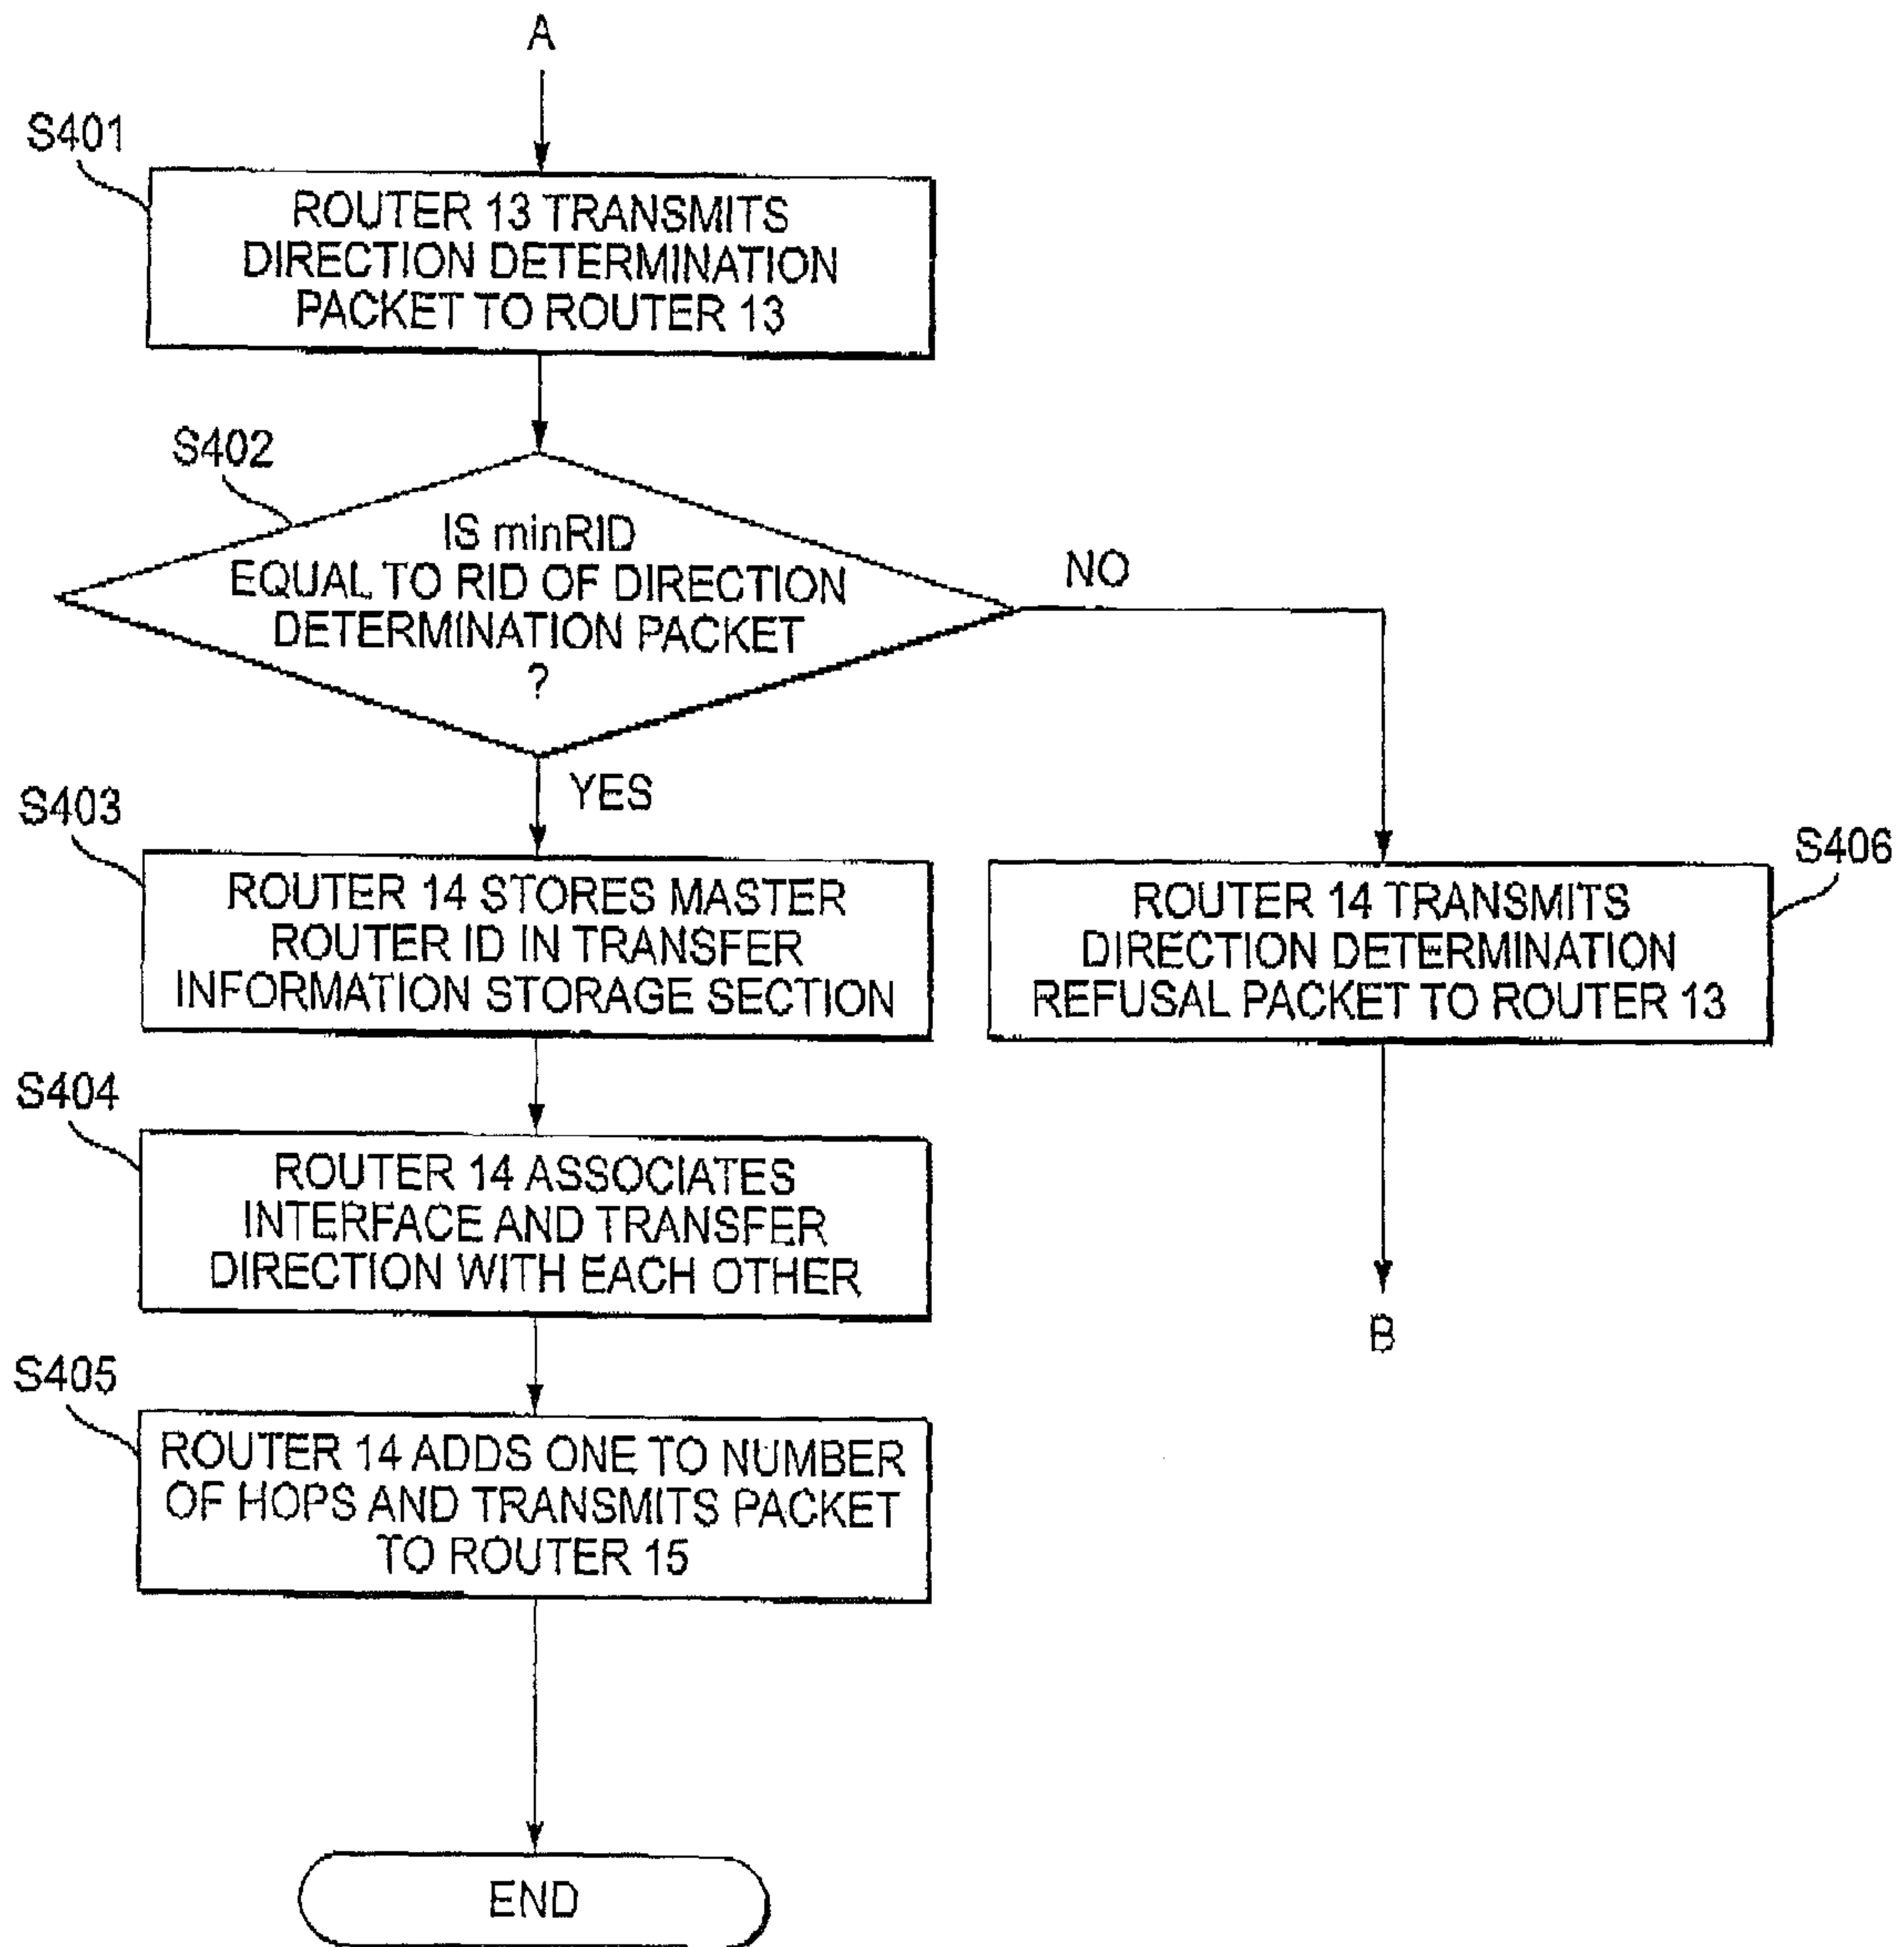 A
S401
ROUTER 13 TRANSMITS
DIRECTION DETERMINATION
PACKET TO ROUTER 13
S402
IS minRID
EQUAL TO RID OF DIRECTION
DETERMINATION PACKET
?
NO
YES
S403
ROUTER 14 STORES MASTER
ROUTER ID IN TRANSFER
INFORMATION STORAGE SECTION
S406
ROUTER 14 TRANSMITS
DIRECTION DETERMINATION
REFUSAL PACKET TO ROUTER 13
S404
ROUTER 14 ASSOCIATES
INTERFACE AND TRANSFER
DIRECTION WITH EACH OTHER
B
S405
ROUTER 14 ADDS ONE TO NUMBER
OF HOPS AND TRANSMITS PACKET
TO ROUTER 15
END